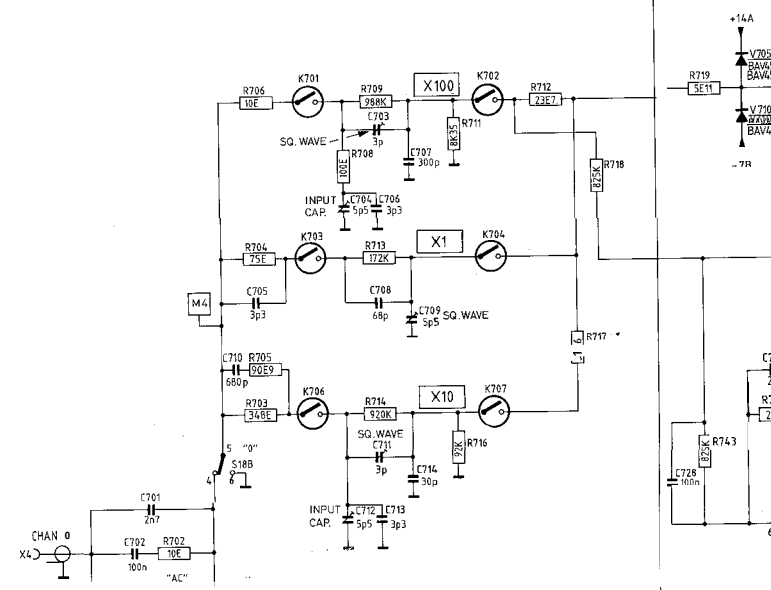 +14A
V705
BAV4
BAV4
R719
5E11
V710
BAV4
R706
10E
K701
R709
988K
X100
K702
R712
23E7
C703
3p
SQ. WAVE
R711
8K35
R708
100E
C707
300p
R718
825K
INPUT
CAP.
C704
5p5
C706
3p3
R704
75E
K703
R713
172K
X1
K704
M4
C705
3p3
C708
68p
C709
5p5
SQ. WAVE
R717
C710
680p
R705
90E9
R703
348E
K706
R714
920K
X10
K707
SQ. WAVE
C711
3p
R716
92K
C714
30p
5
"0"
S18B
4
6
R743
825K
C728
100n
INPUT
CAP.
C712
5p5
C713
3p3
C701
2n7
CHAN
X4
C702
100n
R702
10E
"AC"